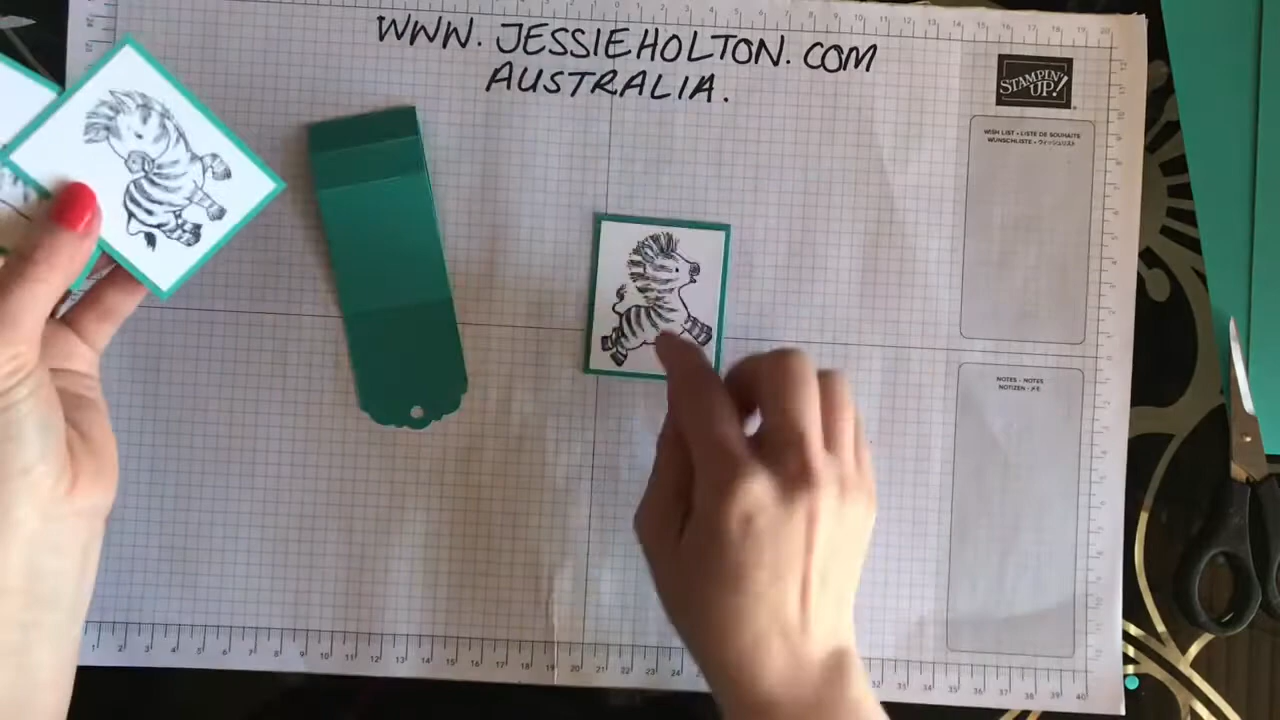 WWW. JESSIEHOLTON. COM
AUSTRALIA.
STAMPIN' UP!
WISH LIST • LISTE DE SOUHAITE
WUNSCHLISTE • ウィッシュリスト
NOTES • NOTES
NOTIZEN • メモ